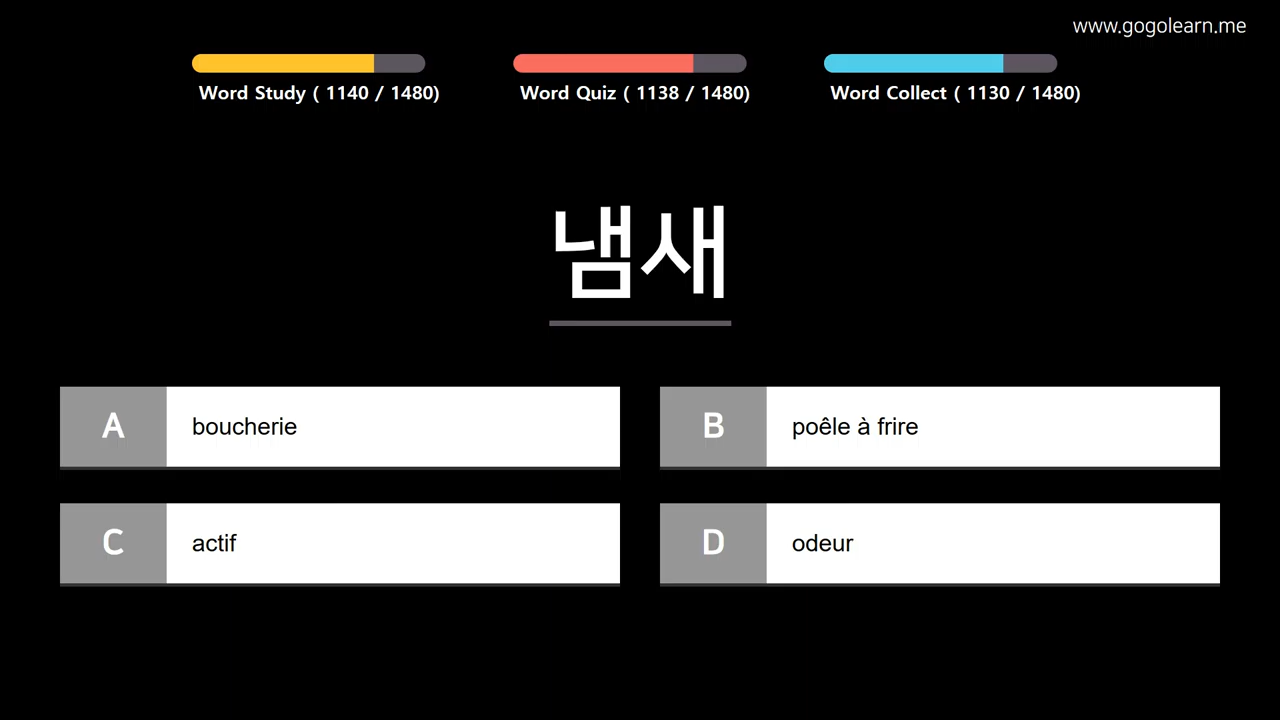 www.gogolearn.me
Word Study ( 1140 / 1480)
Word Quiz ( 1138 / 1480)
Word Collect ( 1130 / 1480)
냄새
A boucherie
B poêle à frire
C actif
D odeur